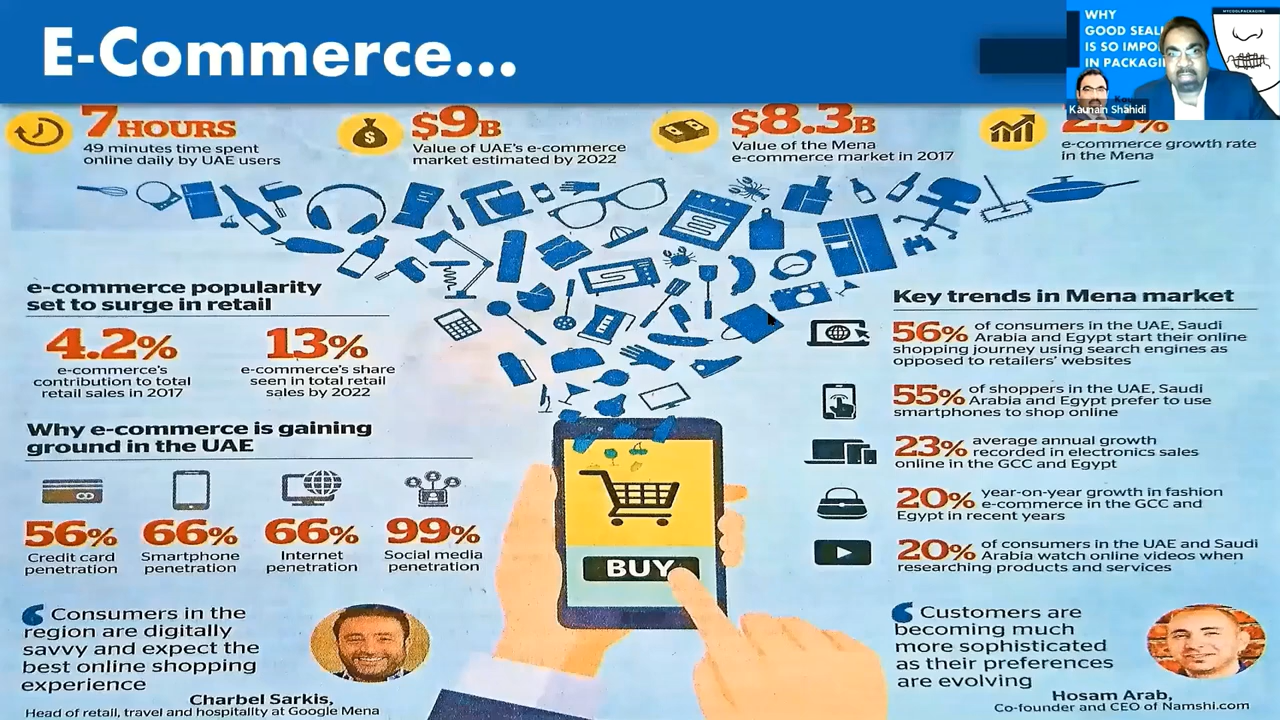 E-Commerce...
WHY
GOOD SEAL
IS SO IMPO
IN PACKAGI
MYCOOLPACKAGING
Kaunain Shahidi
7 HOURS
49 minutes time spent
online daily by UAE users
$9B
Value of UAE's e-commerce
market estimated by 2022
$8.3B
Value of the Mena
e-commerce market in 2017
e-commerce growth rate
in the Mena
e-commerce popularity
set to surge in retail
4.2%
e-commerce's
contribution to total
retail sales in 2017
13%
e-commerce's share
seen in total retail
sales by 2022
Why e-commerce is gaining
ground in the UAE
56%
Credit card
penetration
66%
Smartphone
penetration
66%
Internet
penetration
99%
Social media
penetration
BUY
Key trends in Mena market
56% of consumers in the UAE, Saudi
Arabia and Egypt start their online
shopping journey using search engines as
opposed to retailers' websites
55% of shoppers in the UAE, Saudi
Arabia and Egypt prefer to use
smartphones to shop online
23% average annual growth
recorded in electronics sales
online in the GCC and Egypt
20% year-on-year growth in fashion
e-commerce in the GCC and
Egypt in recent years
20% of consumers in the UAE and Saudi
Arabia watch online videos when
researching products and services
Consumers in the
region are digitally
savvy and expect the
best online shopping
experience
Charbel Sarkis,
Head of retail, travel and hospitality at Google Mena
Customers are
becoming much
more sophisticated
as their preferences
are evolving
Hosam Arab,
Co-founder and CEO of Namshi.com